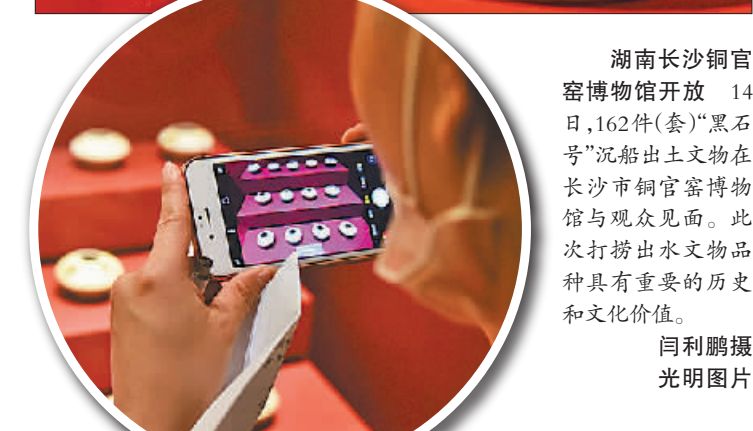 湖南长沙铜官
窑博物馆开放　14
日,162件(套)“黑石
号”沉船出土文物在
长沙市铜官窑博物
馆与观众见面。此
次打捞出水文物品
种具有重要的历史
和文化价值。
闫利鹏摄
光明图片